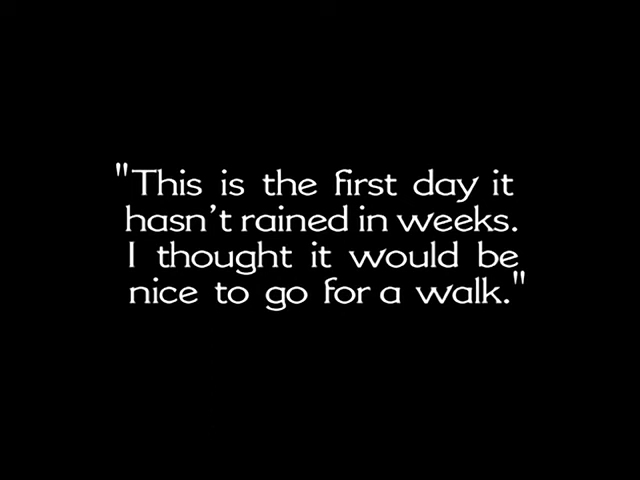 "This is the first day it
hasn't rained in weeks.
I thought it would be
nice to go for a walk."